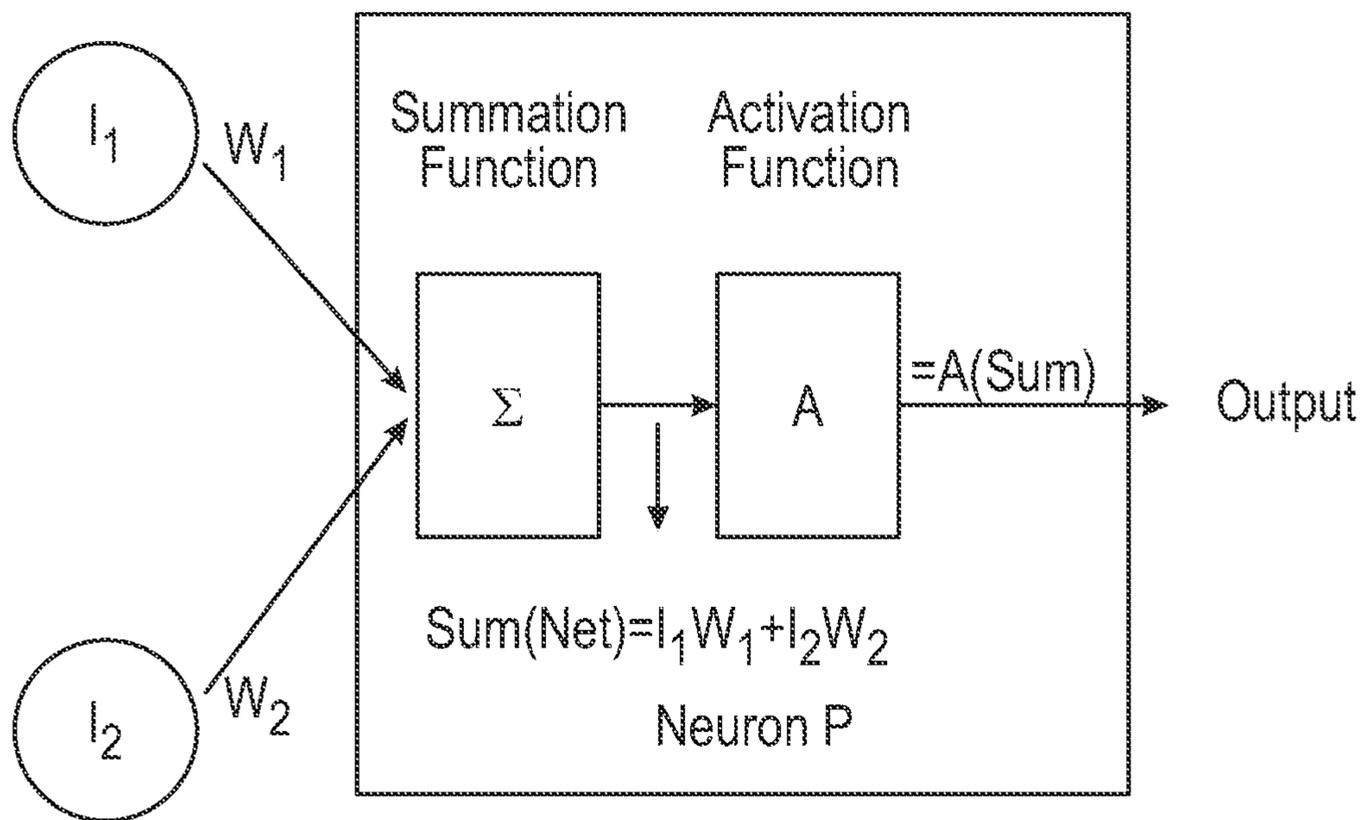 I₁
W₁
Summation
Function
Activation
Function
Σ
A
=A(Sum)
Output
Sum(Net)=I₁W₁+I₂W₂
W₂
I₂
Neuron P